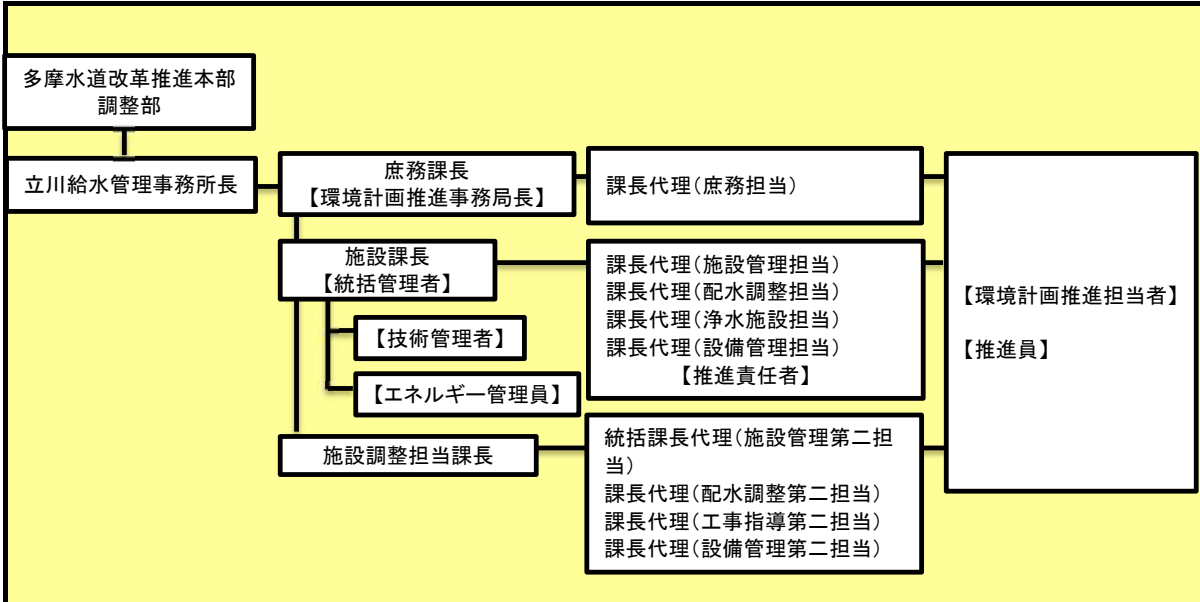 多摩水道改革推進本部
調整部
立川給水管理事務所長
庶務課長
【環境計画推進事務局長】
課長代理(庶務担当)
施設課長
【統括管理者】
【技術管理者】
【エネルギー管理員】
課長代理(施設管理担当)
課長代理(配水調整担当)
課長代理(浄水施設担当)
課長代理(設備管理担当)
【推進責任者】
施設調整担当課長
統括課長代理(施設管理第二担
当)
課長代理(配水調整第二担当)
課長代理(工事指導第二担当)
課長代理(設備管理第二担当)
【環境計画推進担当者】
【推進員】